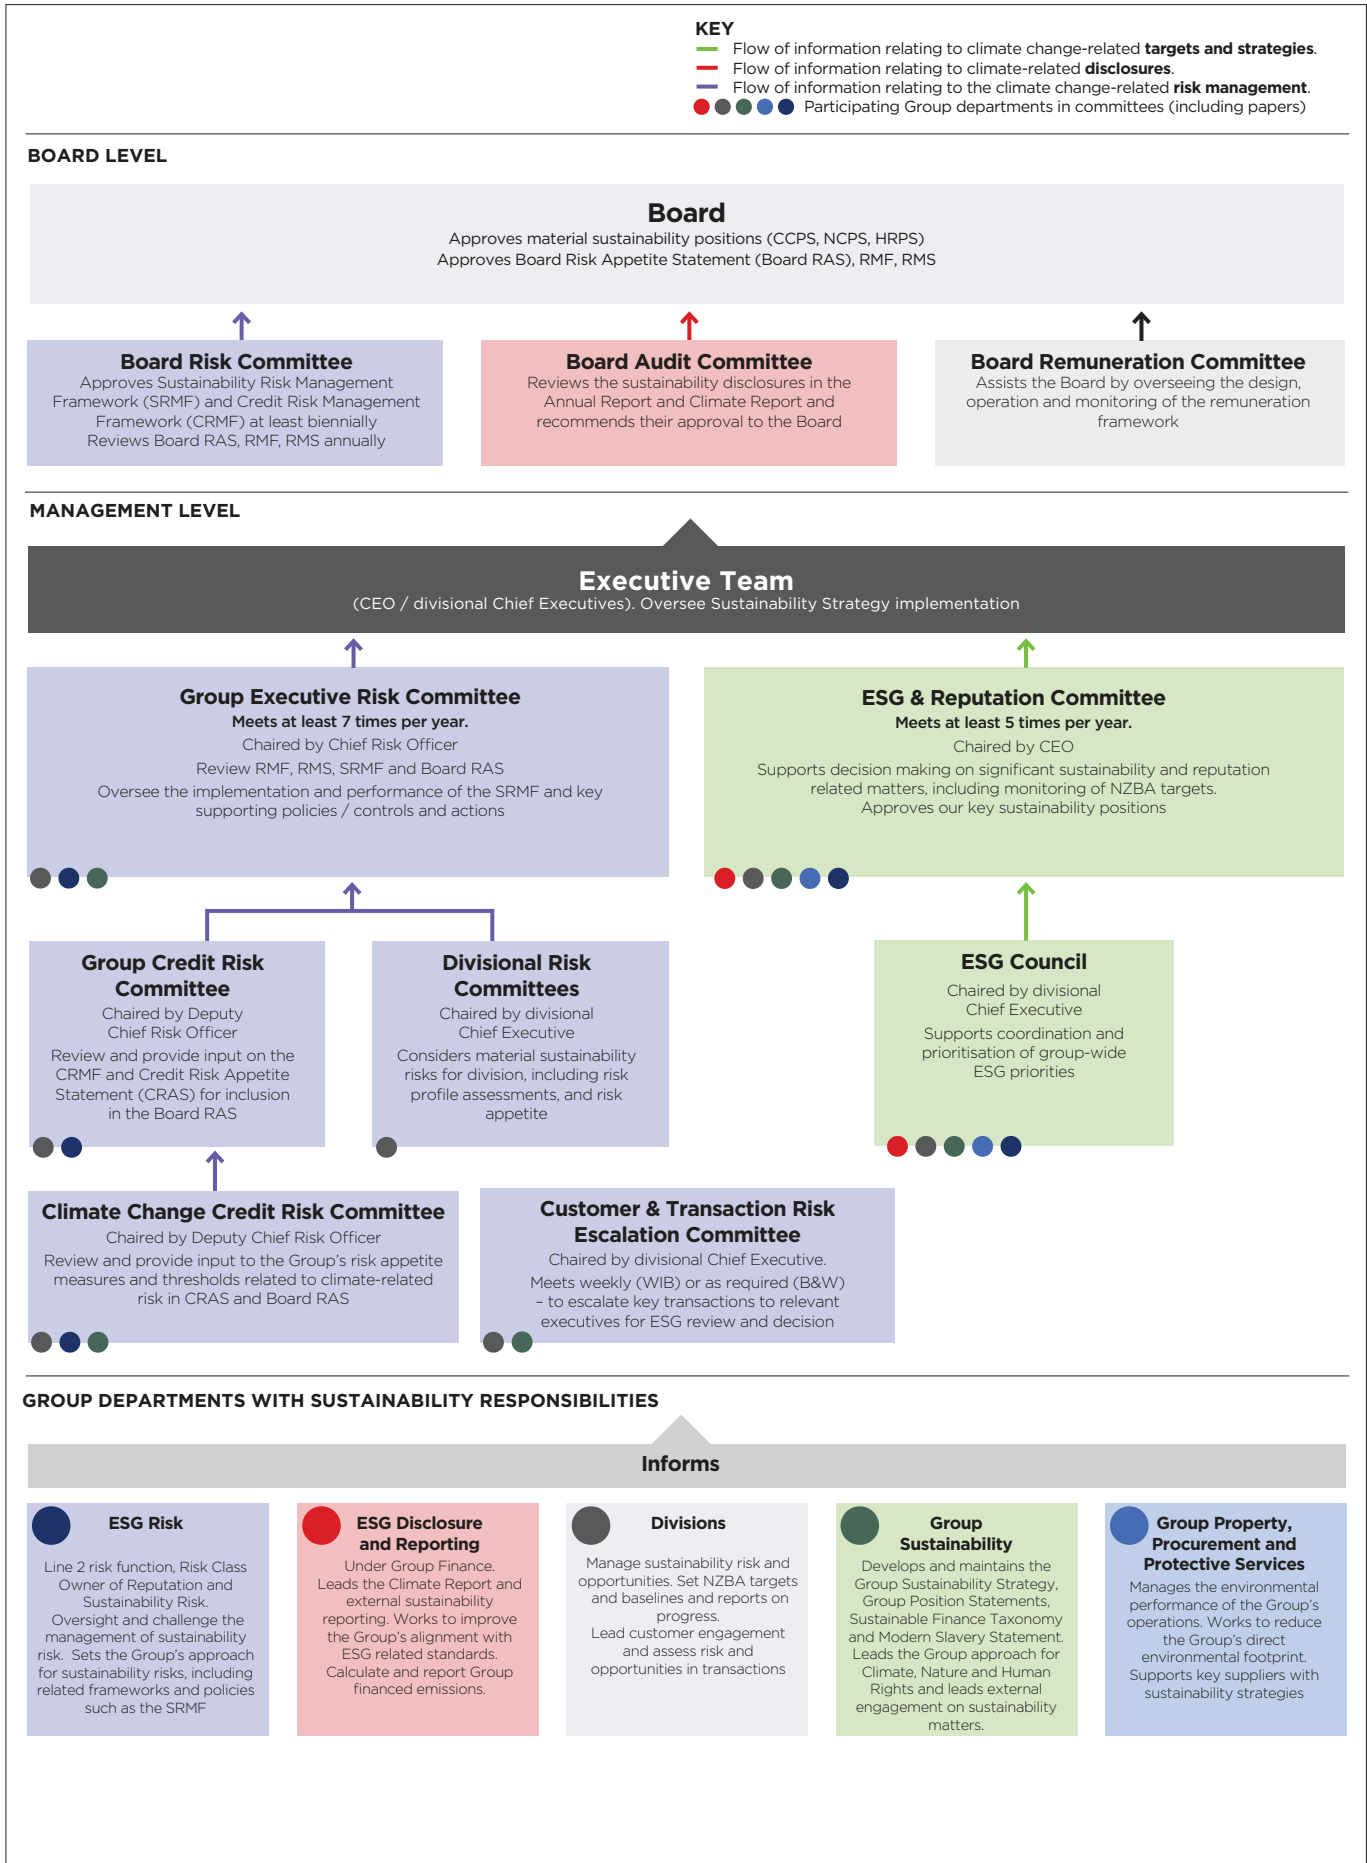 KEY
Flow of information relating to climate change-related targets and strategies.
Flow of information relating to climate-related disclosures.
Flow of information relating to the climate change-related risk management.
Participating Group departments in committees (including papers)
BOARD LEVEL
Board
Approves material sustainability positions (CCPS, NCPS, HRPS)
Approves Board Risk Appetite Statement (Board RAS), RMF, RMS
Board Risk Committee
Approves Sustainability Risk Management
Framework (SRMF) and Credit Risk Management
Framework (CRMF) at least biennially
Reviews Board RAS, RMF, RMS annually
Board Audit Committee
Reviews the sustainability disclosures in the
Annual Report and Climate Report and
recommends their approval to the Board
Board Remuneration Committee
Assists the Board by overseeing the design,
operation and monitoring of the remuneration
framework
MANAGEMENT LEVEL
Executive Team
(CEO / divisional Chief Executives). Oversee Sustainability Strategy implementation
Group Executive Risk Committee
Meets at least 7 times per year.
Chaired by Chief Risk Officer
Review RMF, RMS, SRMF and Board RAS
Oversee the implementation and performance of the SRMF and key
supporting policies / controls and actions
ESG & Reputation Committee
Meets at least 5 times per year.
Chaired by CEO
Supports decision making on significant sustainability and reputation
related matters, including monitoring of NZBA targets.
Approves our key sustainability positions
Group Credit Risk
Committee
Chaired by Deputy
Chief Risk Officer
Review and provide input on the
CRMF and Credit Risk Appetite
Statement (CRAS) for inclusion
in the Board RAS
Divisional Risk
Committees
Chaired by divisional
Chief Executive
Considers material sustainability
risks for division, including risk
profile assessments, and risk
appetite
ESG Council
Chaired by divisional
Chief Executive
Supports coordination and
prioritisation of group-wide
ESG priorities
Climate Change Credit Risk Committee
Chaired by Deputy Chief Risk Officer
Review and provide input to the Group's risk appetite
measures and thresholds related to climate-related
risk in CRAS and Board RAS
Customer & Transaction Risk
Escalation Committee
Chaired by divisional Chief Executive.
Meets weekly (WIB) or as required (B&W)
– to escalate key transactions to relevant
executives for ESG review and decision
GROUP DEPARTMENTS WITH SUSTAINABILITY RESPONSIBILITIES
Informs
ESG Risk
Line 2 risk function, Risk Class
Owner of Reputation and
Sustainability Risk.
Oversight and challenge the
management of sustainability
risk. Sets the Group's approach
for sustainability risks, including
related frameworks and policies
such as the SRMF
ESG Disclosure
and Reporting
Under Group Finance.
Leads the Climate Report and
external sustainability
reporting. Works to improve
the Group's alignment with
ESG related standards.
Calculate and report Group
financed emissions.
Divisions
Manage sustainability risk and
opportunities. Set NZBA targets
and baselines and reports on
progress.
Lead customer engagement
and assess risk and
opportunities in transactions
Group
Sustainability
Develops and maintains the
Group Sustainability Strategy,
Group Position Statements,
Sustainable Finance Taxonomy
and Modern Slavery Statement.
Leads the Group approach for
Climate, Nature and Human
Rights and leads external
engagement on sustainability
matters.
Group Property,
Procurement and
Protective Services
Manages the environmental
performance of the Group's
operations. Works to reduce
the Group's direct
environmental footprint.
Supports key suppliers with
sustainability strategies